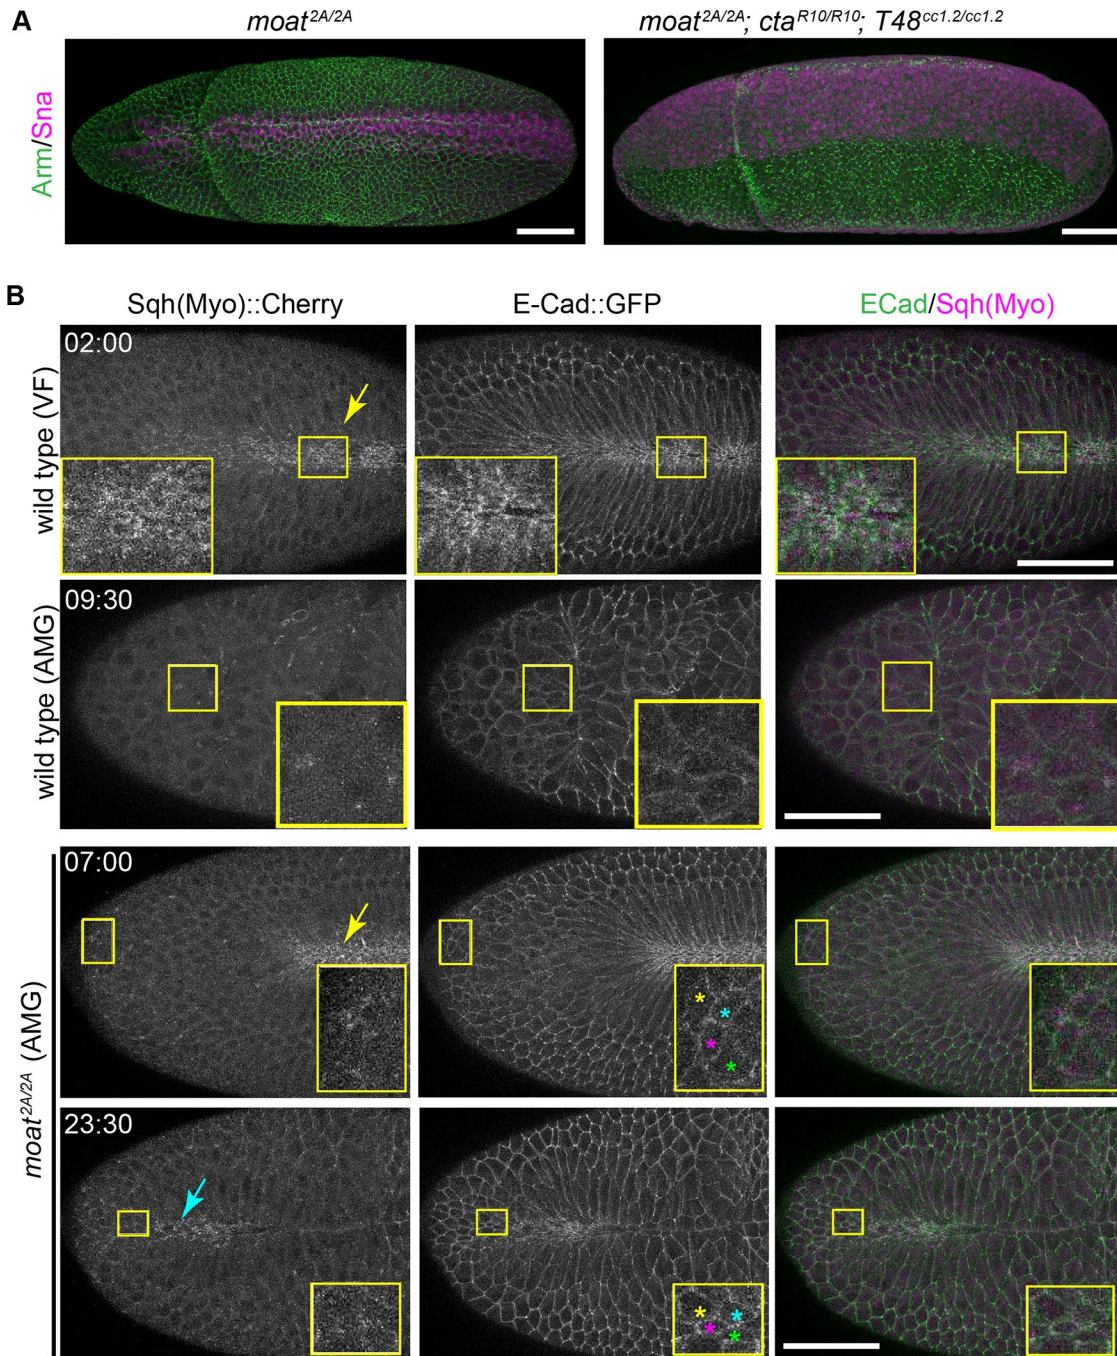 A
moat2A/2A
moat2A/2A; ctaR10/R10; T48cc1.2/cc1.2
Arm/Sna
B
Sqh(Myo)::Cherry
E-Cad::GFP
ECad/Sqh(Myo)
wild type (VF)
02:00
wild type (AMG)
09:30
moat2A/2A (AMG)
07:00
* * * *
23:30
* * * *